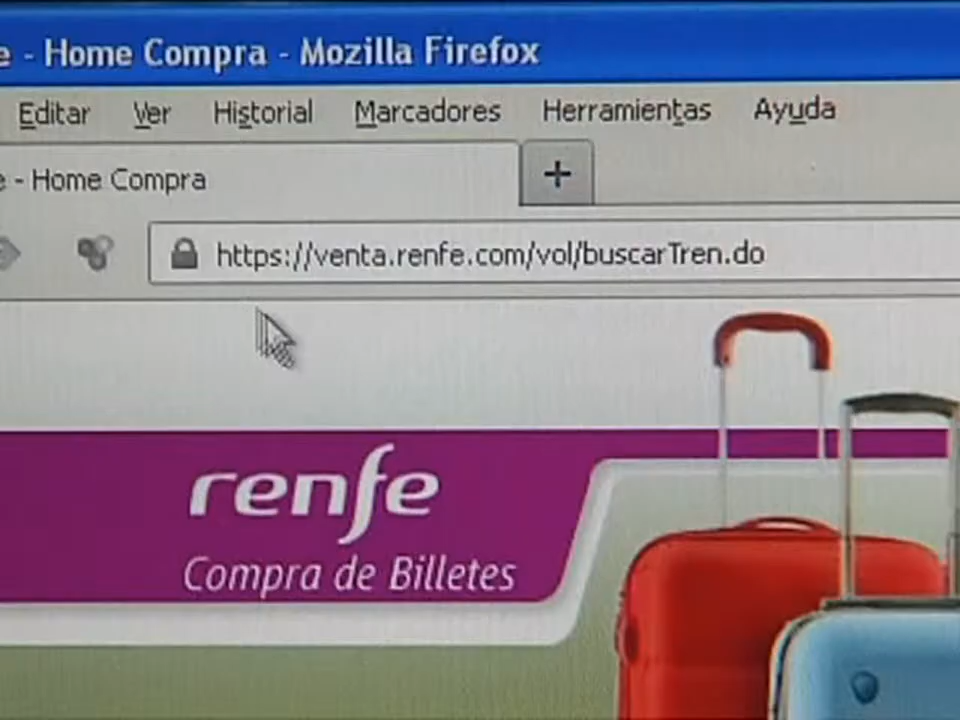 - Home Compra - Mozilla Firefox
Editar Ver Historial Marcadores Herramientas Ayuda
- Home Compra
+
https://venta.renfe.com/vol/buscarTren.do
renfe
Compra de Billetes